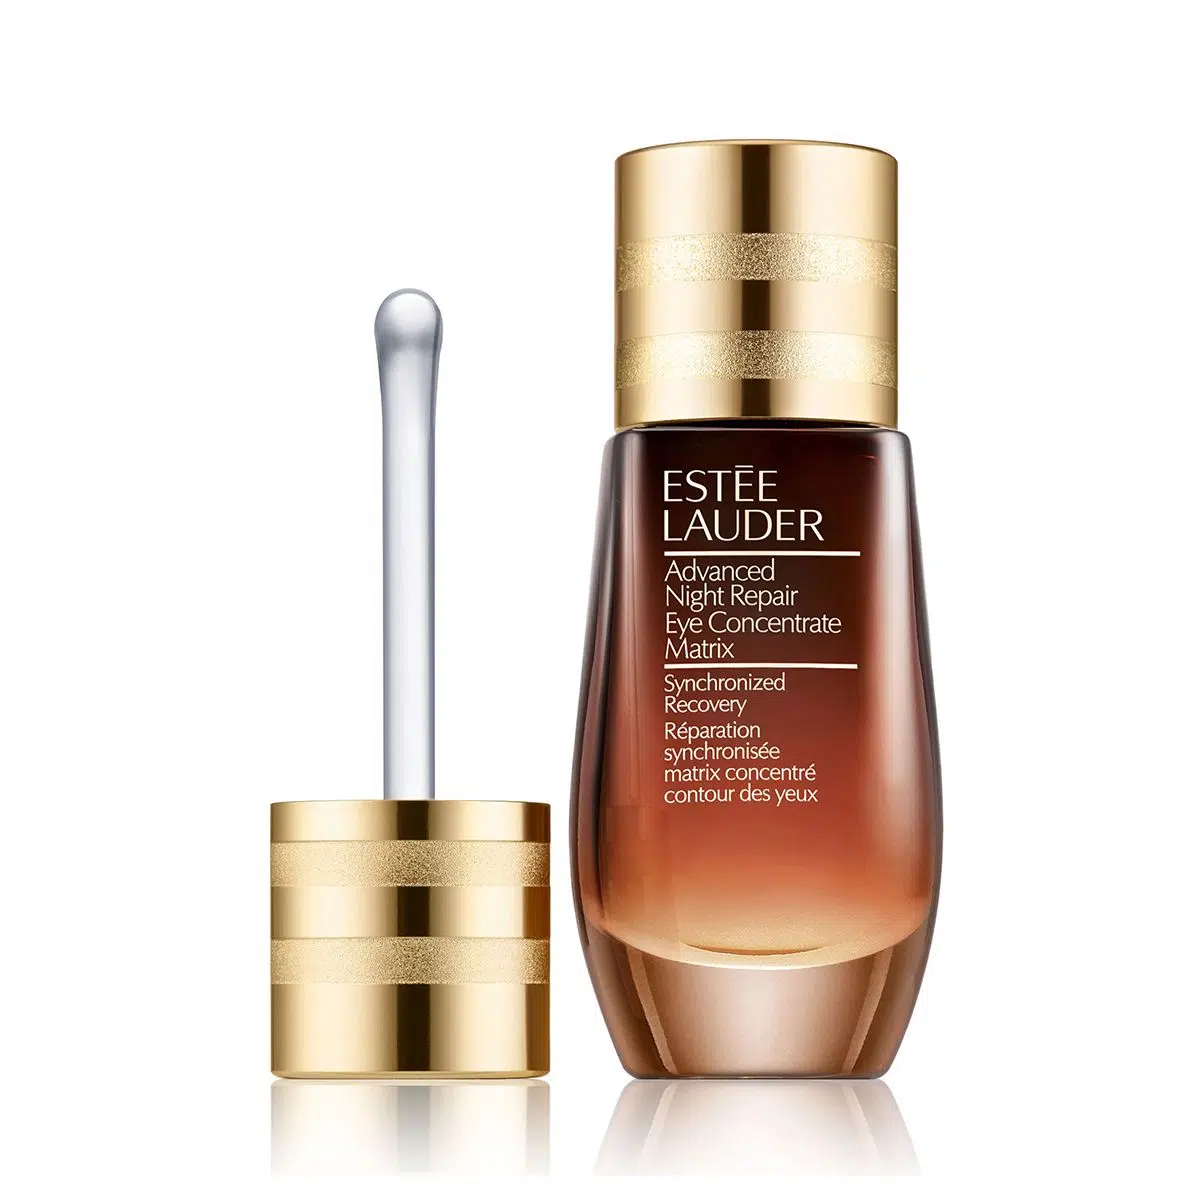 ESTĒE
LAUDER
Advanced
Night Repair
Eye Concentrate
Matrix
Synchronized
Recovery
Réparation
synchronisée
matrix concentré
contour des yeux